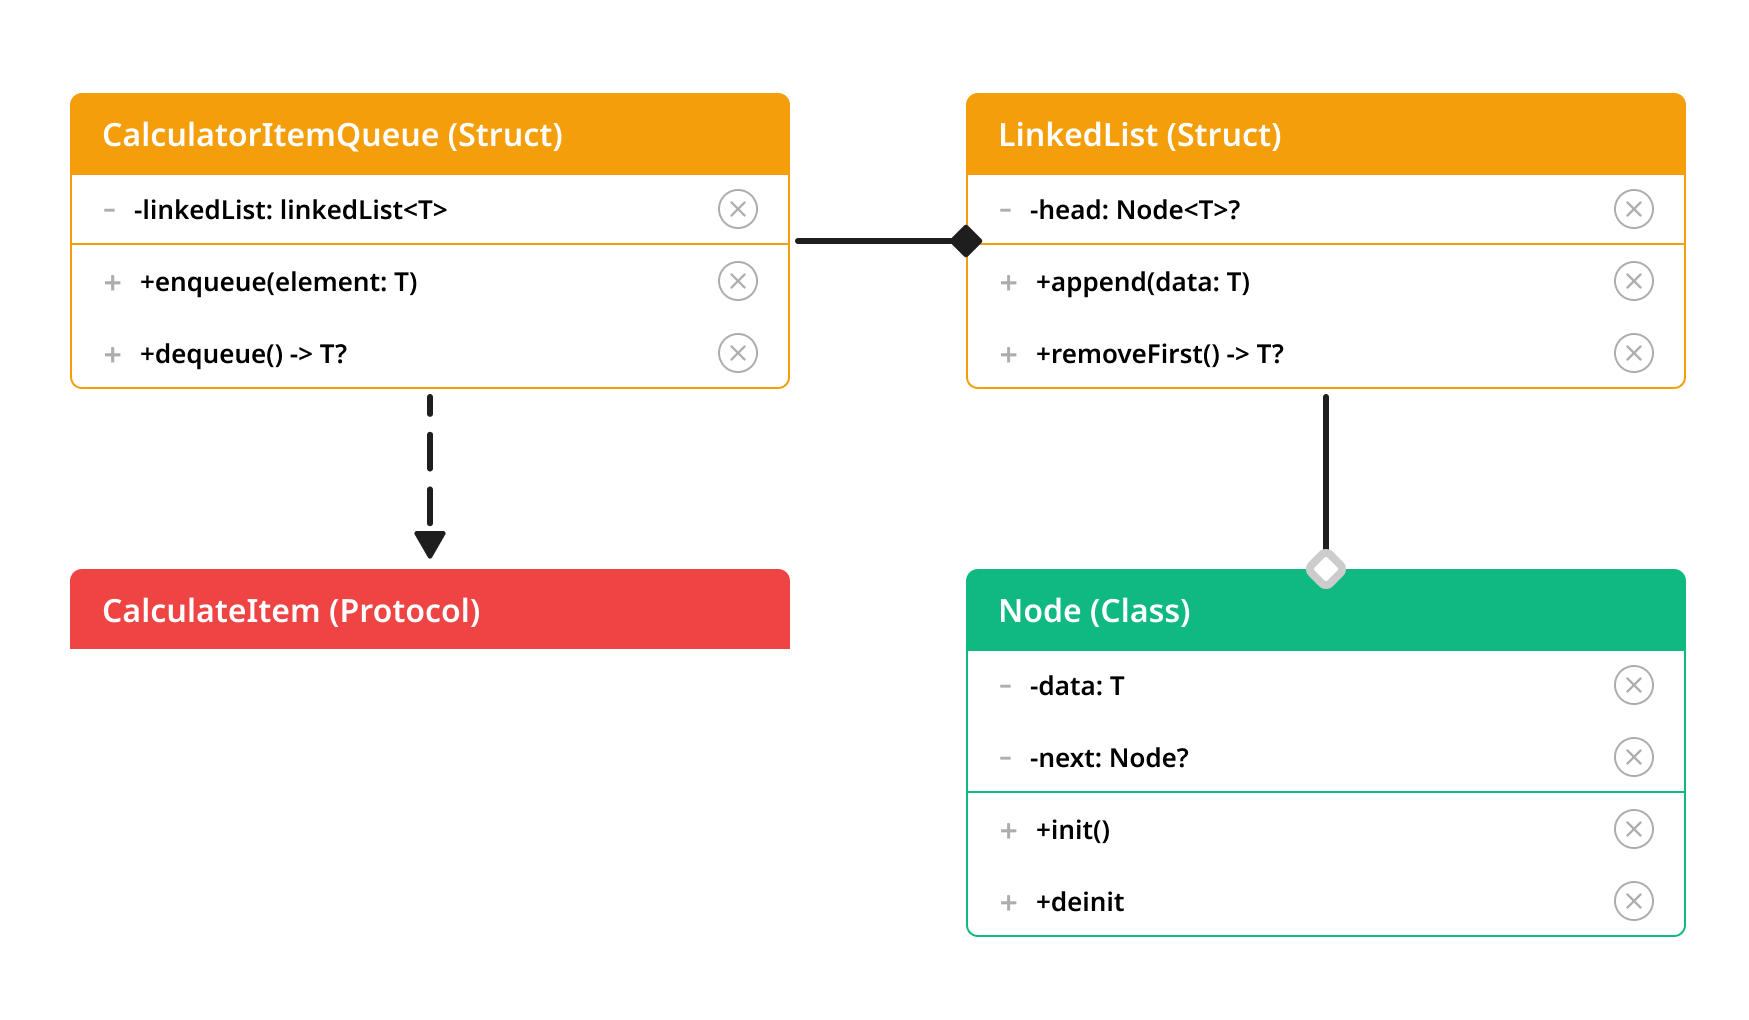 CalculatorItemQueue (Struct)
- -linkedList: linkedList<T>
+ +enqueue(element: T)
+ +dequeue() -> T?
LinkedList (Struct)
- -head: Node<T>?
+ +append(data: T)
+ +removeFirst() -> T?
CalculateItem (Protocol)
Node (Class)
- -data: T
- -next: Node?
+ +init()
+ +deinit